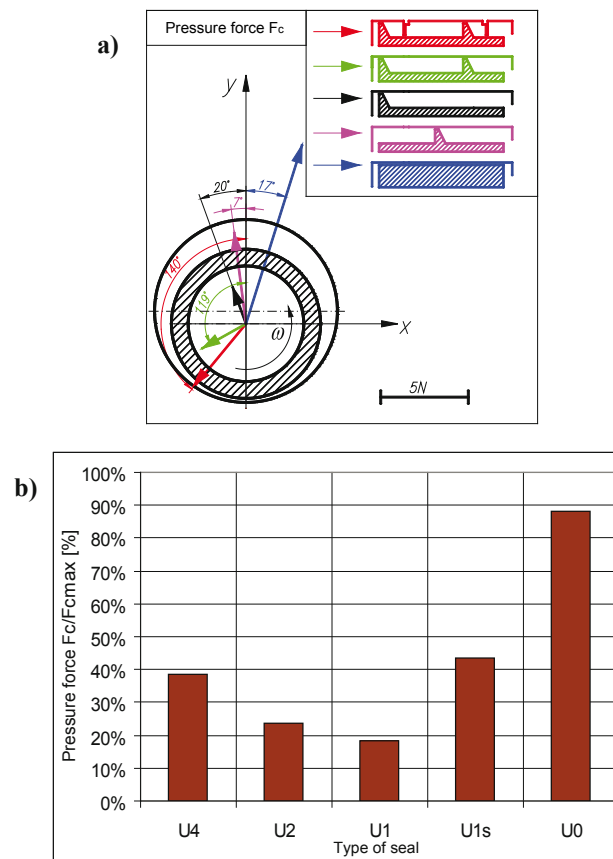 a)
Pressure force Fc
y
20°
17°
7°
140°
119°
ω
x
5N
b)
Pressure force Fc/Fcmax [%]
100%
90%
80%
70%
60%
50%
40%
30%
20%
10%
0%
U4 U2 U1 U1s U0
Type of seal